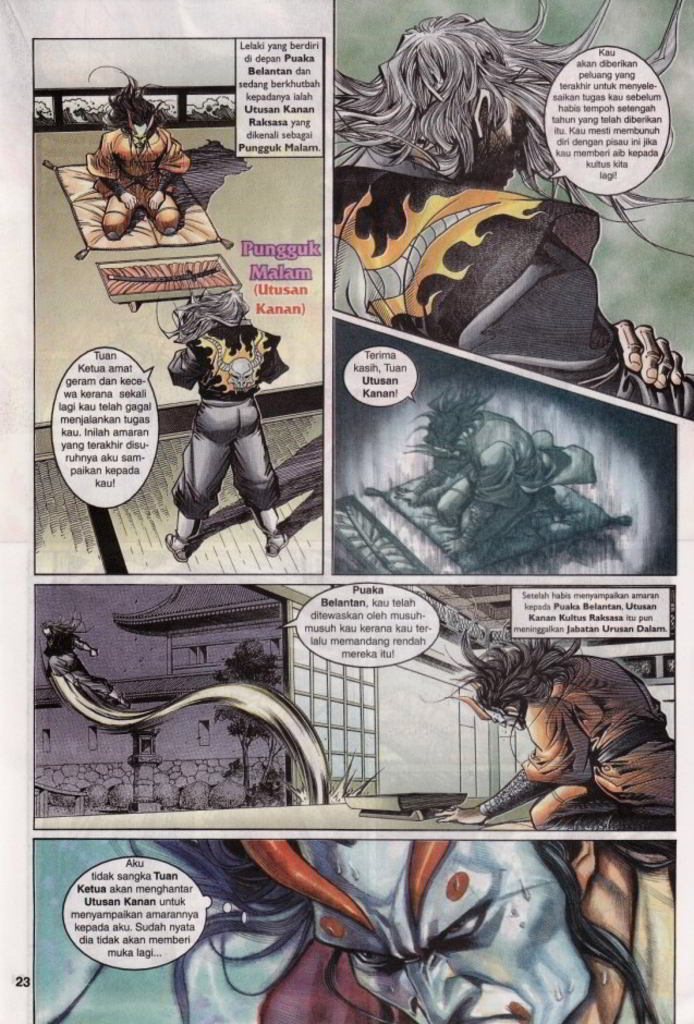 Lelaki yang berdiri
di depan Puaka
Belantan dan
sedang berkhutbah
kepadanya ialah
Utusan Kanan
Raksasa yang
dikenali sebagai
Pungguk Malam.
Pungguk
Malam
(Utusan
Kanan)
Tuan
Ketua amat
geram dan kece-
wa kerana sekali
lagi kau telah gagal
menjalankan tugas
kau. Inilah amaran
yang terakhir disu-
ruhnya aku sam-
paikan kepada
kau!
Kau
akan diberikan
peluang yang
terakhir untuk menyele-
saikan tugas kau sebelum
habis tempoh setengah
tahun yang telah diberikan
itu. Kau mesti membunuh
diri dengan pisau ini jika
kau memberi aib kepada
kultus kita
lagi!
Terima
kasih, Tuan
Utusan
Kanan!
Puaka
Belantan, kau telah
ditewaskan oleh musuh-
musuh kau kerana kau ter-
lalu memandang rendah
mereka itu!
Setelah habis menyampaikan amaran
kepada Puaka Belantan, Utusan
Kanan Kultus Raksasa itu pun
meninggalkan Jabatan Urusan Dalam.
Aku
tidak sangka Tuan
Ketua akan menghantar
Utusan Kanan untuk
menyampaikan amarannya
kepada aku. Sudah nyata
dia tidak akan memberi
muka lagi...
23